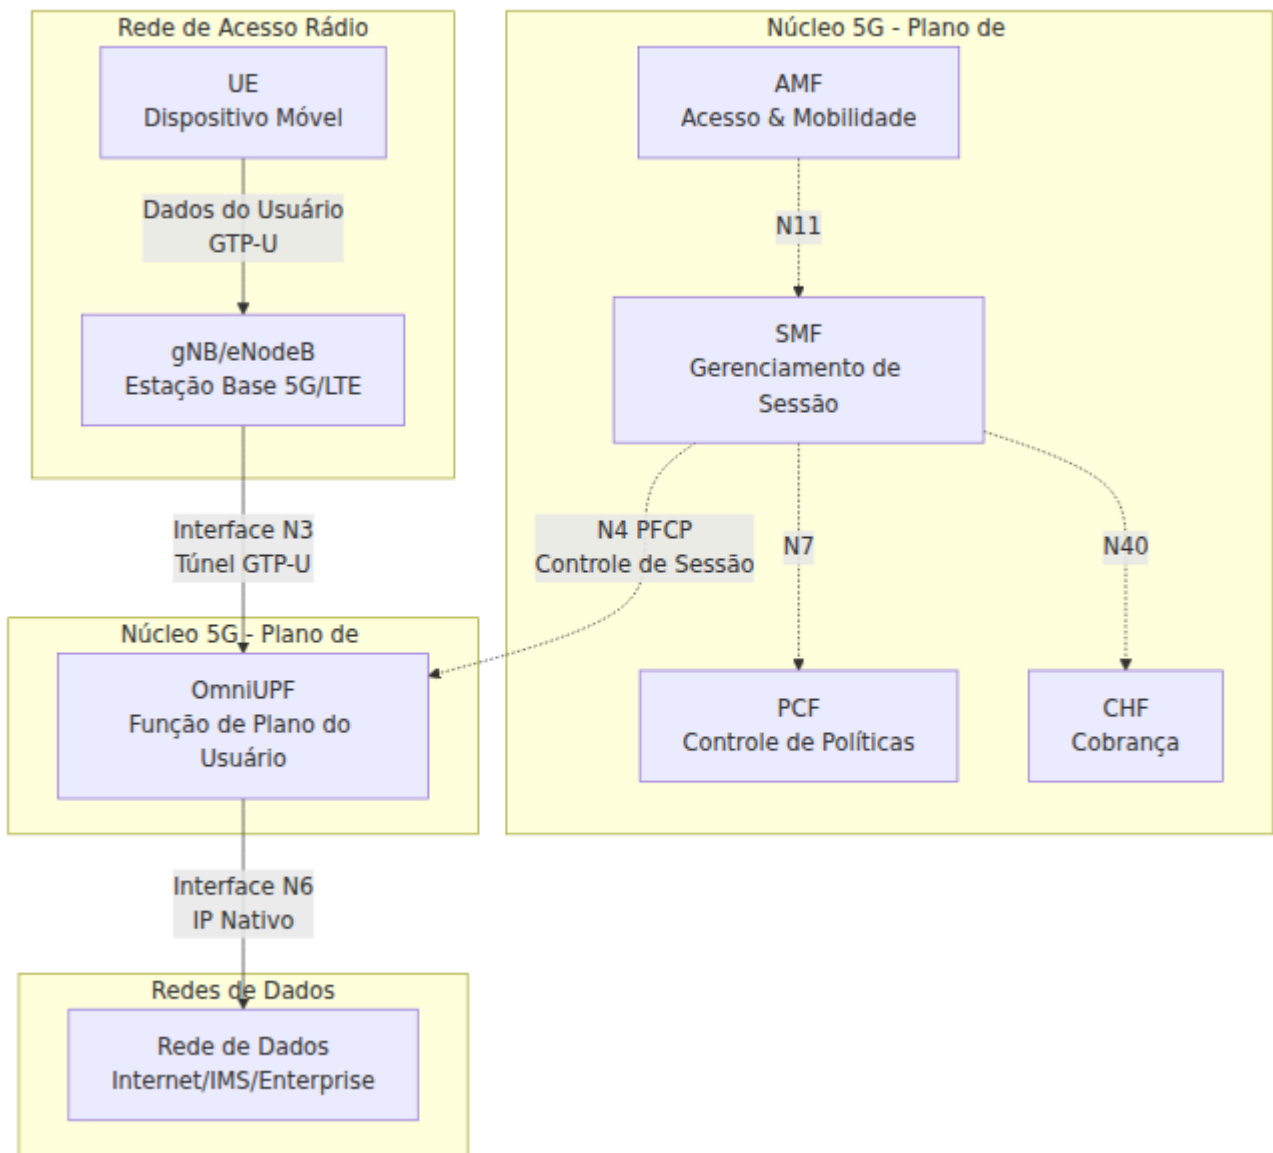 Rede de Acesso Rádio
UE
Dispositivo Móvel
Dados do Usuário
GTP-U
gNB/eNodeB
Estação Base 5G/LTE
Interface N3
Túnel GTP-U
Núcleo 5G - Plano de
OmniUPF
Função de Plano do
Usuário
Interface N6
IP Nativo
Redes de Dados
Rede de Dados
Internet/IMS/Enterprise
Núcleo 5G - Plano de
AMF
Acesso & Mobilidade
N11
SMF
Gerenciamento de
Sessão
N4 PFCP
Controle de Sessão
N7
N40
PCF
Controle de Políticas
CHF
Cobrança